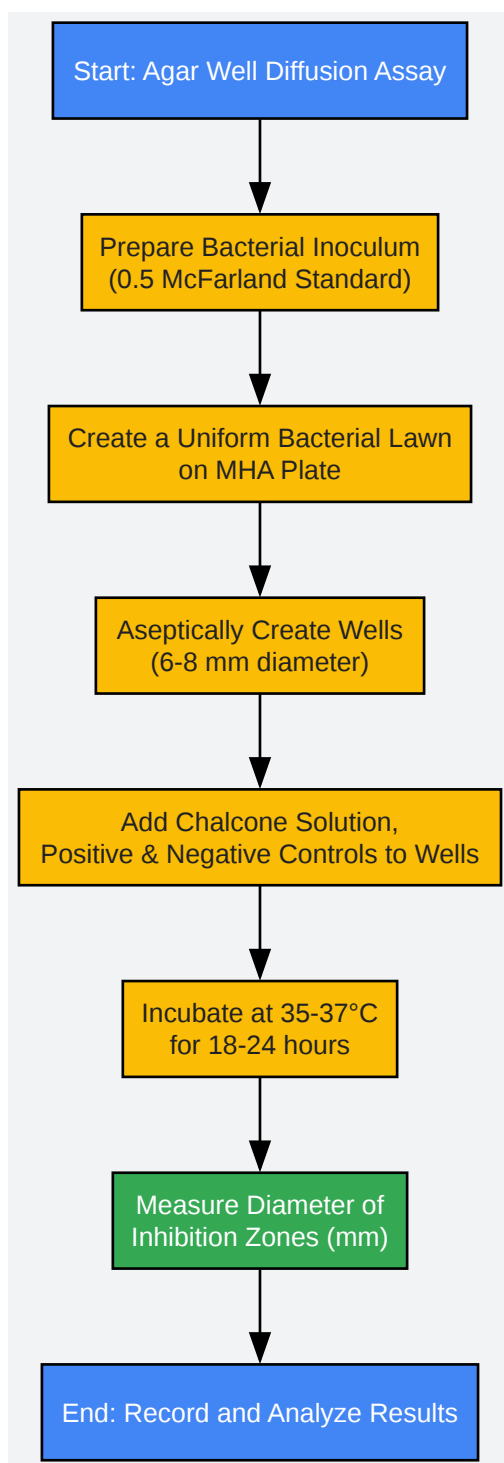 Start: Agar Well Diffusion Assay
Prepare Bacterial Inoculum
(0.5 McFarland Standard)
Create a Uniform Bacterial Lawn
on MHA Plate
Aseptically Create Wells
(6-8 mm diameter)
Add Chalcone Solution,
Positive & Negative Controls to Wells
Incubate at 35-37°C
for 18-24 hours
Measure Diameter of
Inhibition Zones (mm)
End: Record and Analyze Results